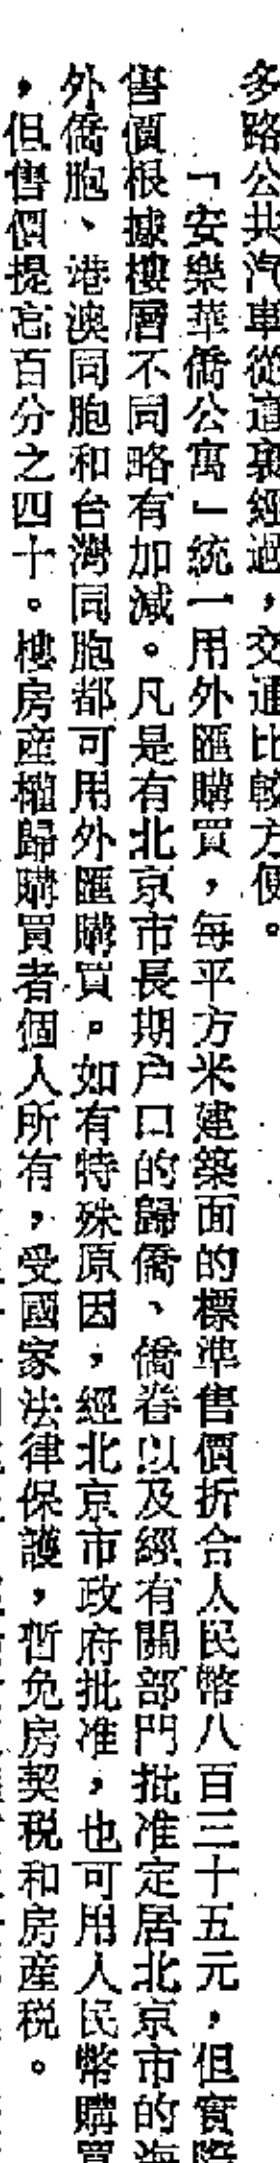 多路公共汽車從這裏經過，交通比較方便。
「安樂華僑公寓」統一用外匯購買，每平方米建築面的標準售價折合人民幣八百三十五元，但實際
售價根據樓層不同略有加減。凡是有北京市長期户口的歸僑、僑眷以及經有關部門批准定居北京市的海
外僑胞、港澳同胞和台灣同胞都可用外匯購買。如有特殊原因，經北京市政府批准，也可用人民幣購買
，但售價提高百分之四十。樓房產權歸購買者個人所有，受國家法律保護，暫免房契税和房產税。